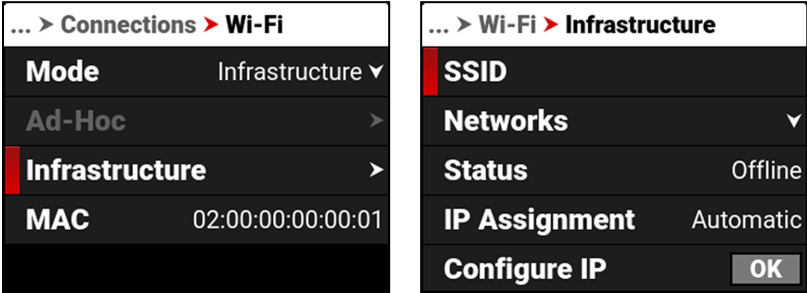 ... > Connections > Wi-Fi
Mode Infrastructure
Ad-Hoc
Infrastructure
MAC 02:00:00:00:00:01
... > Wi-Fi > Infrastructure
SSID
Networks
Status Offline
IP Assignment Automatic
Configure IP OK